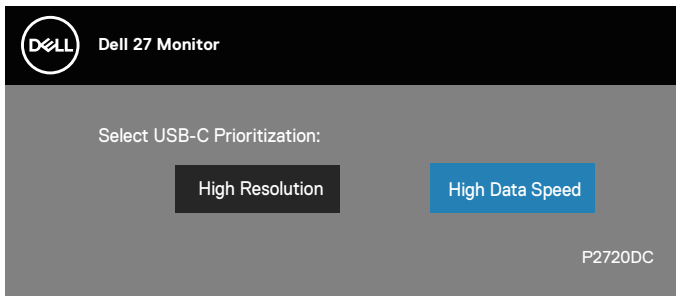 DELL
Dell 27 Monitor
Select USB-C Prioritization:
High Resolution
High Data Speed
P2720DC